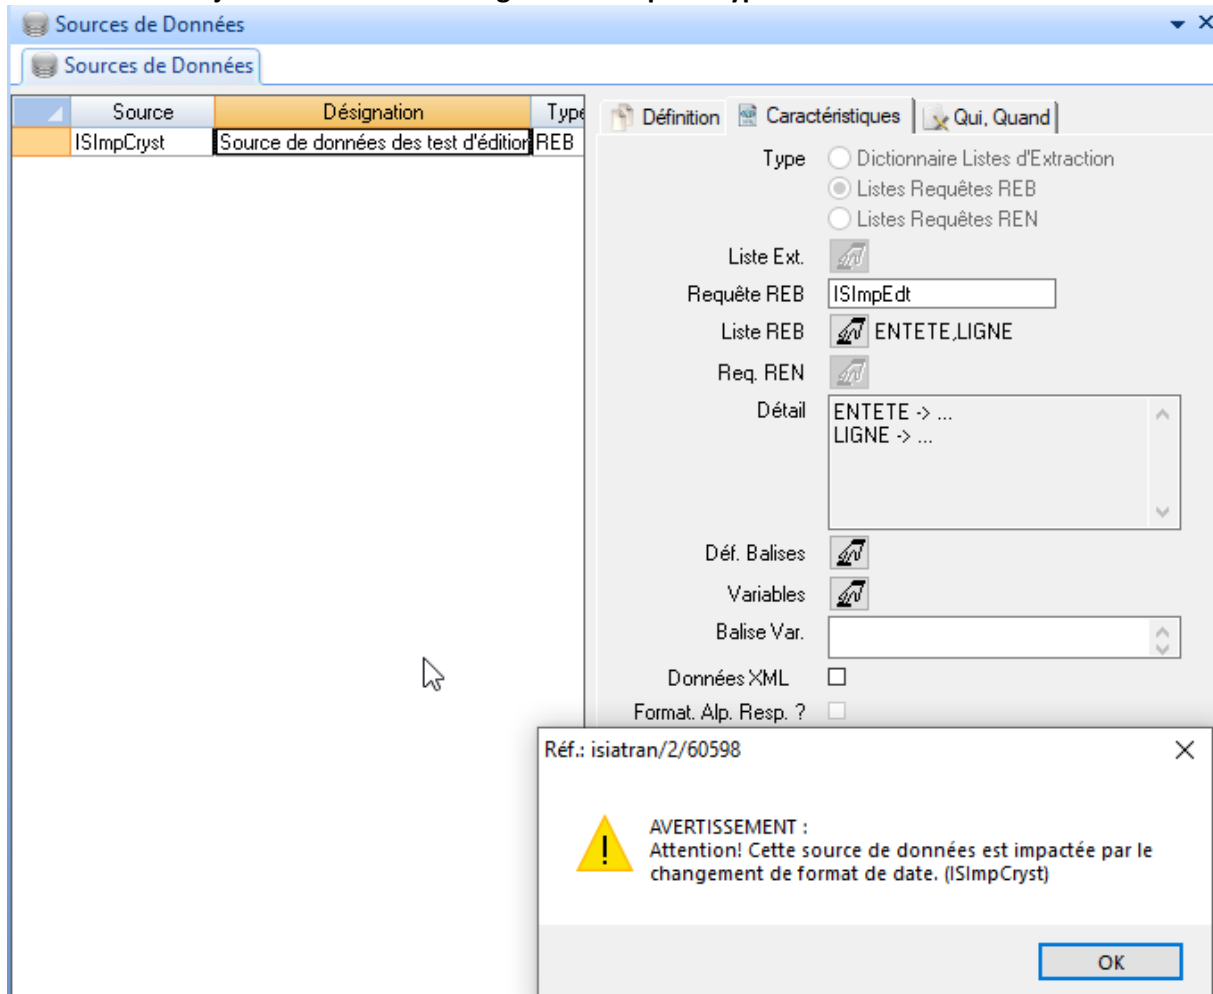 Sources de Données
Sources de Données
Source Désignation Type
ISImpCryst Source de données des test d'édition REB
Définition Caractéristiques Qui, Quand
Type Dictionnaire Listes d'Extraction
Listes Requêtes REB
Listes Requêtes REN
Liste Ext.
Requête REB ISImpEdt
Liste REB ENTETE,LIGNE
Req. REN
Détail ENTETE -> ...
LIGNE -> ...
Déf. Balises
Variables
Balise Var.
Données XML
Format. Alp. Resp. ?
Réf.: isiatran/2/60598
AVERTISSEMENT :
Attention! Cette source de données est impactée par le
changement de format de date. (ISImpCryst)
OK